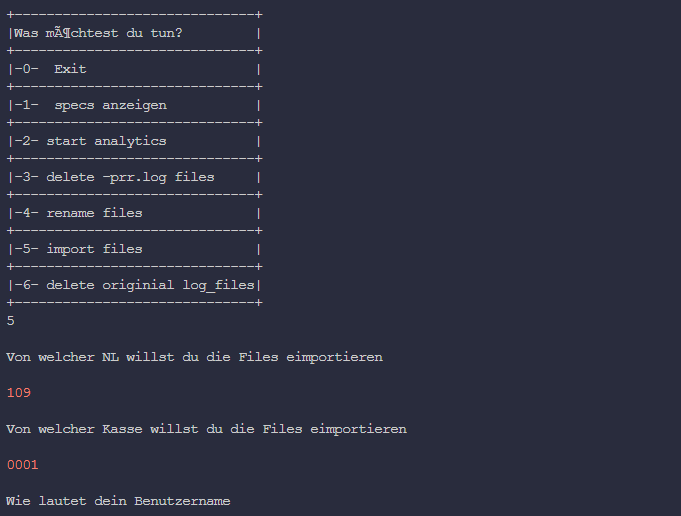 +------------------------------+
|Was mÃ¶chtest du tun?         |
+------------------------------+
|-0-  Exit                     |
+------------------------------+
|-1-  specs anzeigen           |
+------------------------------+
|-2- start analytics           |
+------------------------------+
|-3- delete -prr.log files     |
+------------------------------+
|-4- rename files              |
+------------------------------+
|-5- import files              |
+------------------------------+
|-6- delete originial log_files|
+------------------------------+
5
Von welcher NL willst du die Files eimportieren
109
Von welcher Kasse willst du die Files eimportieren
0001
Wie lautet dein Benutzername